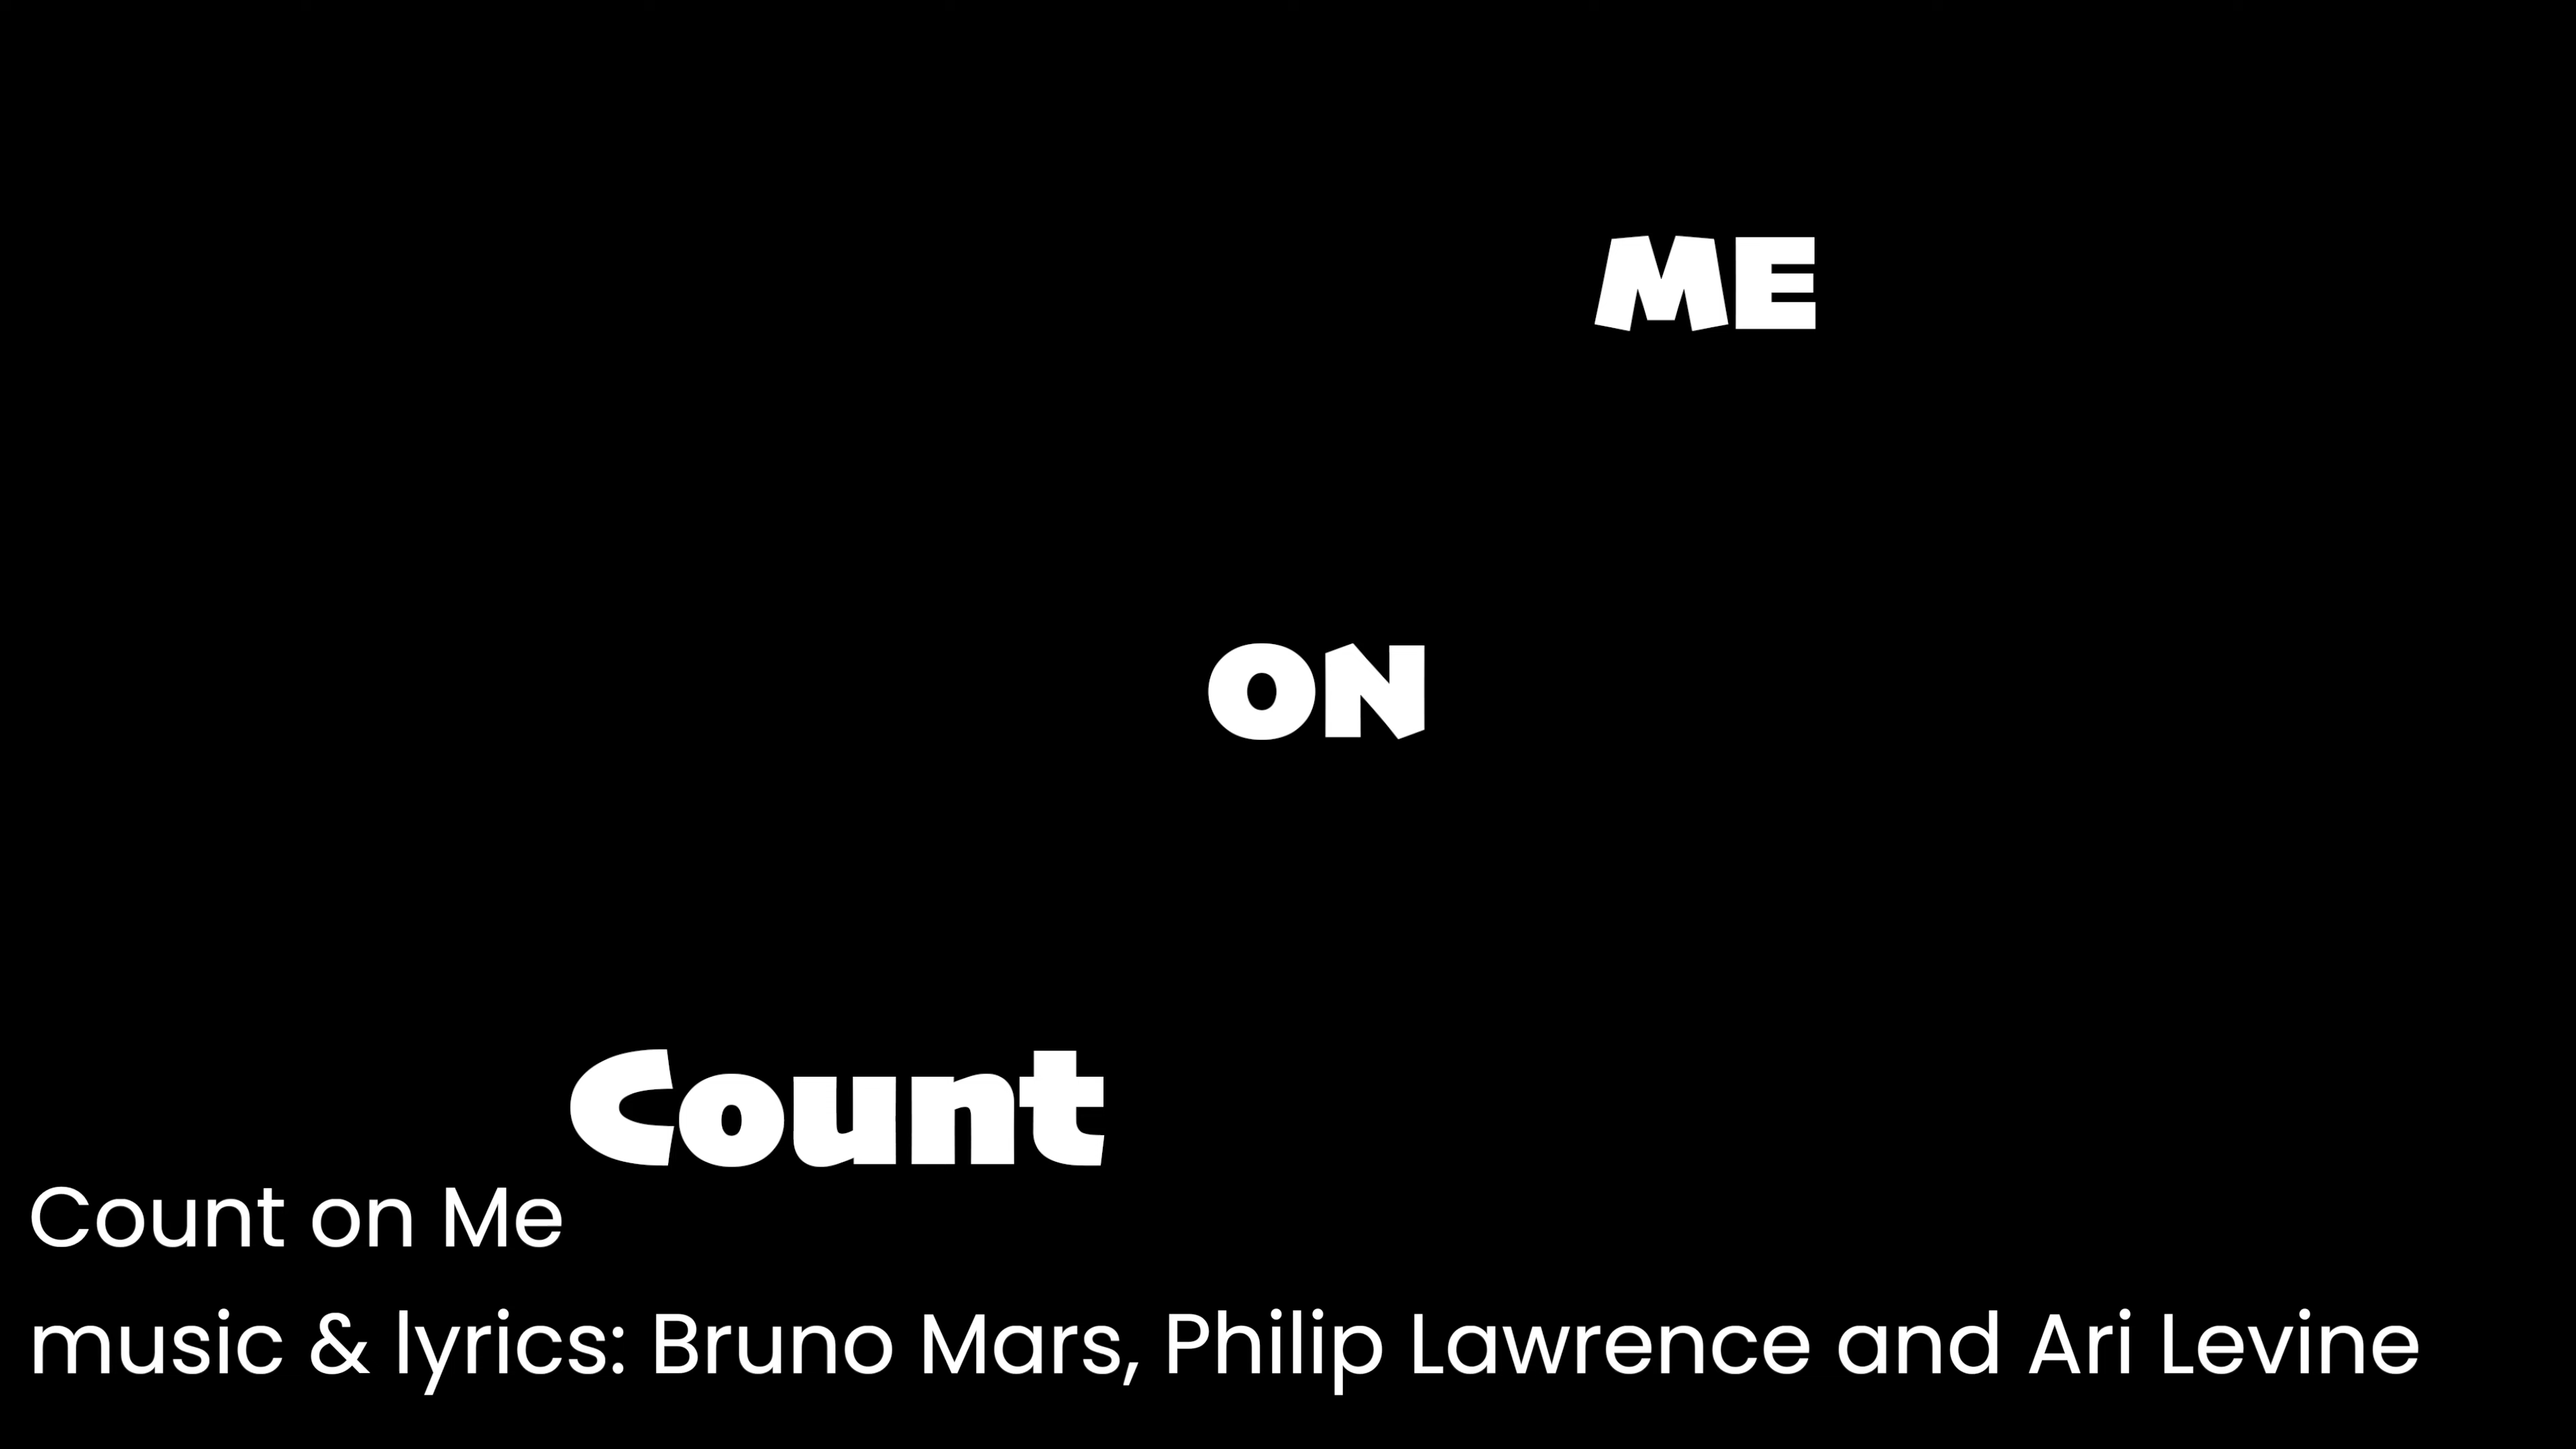 ME
ON
Count
Count on Me
music & lyrics: Bruno Mars, Philip Lawrence and Ari Levine